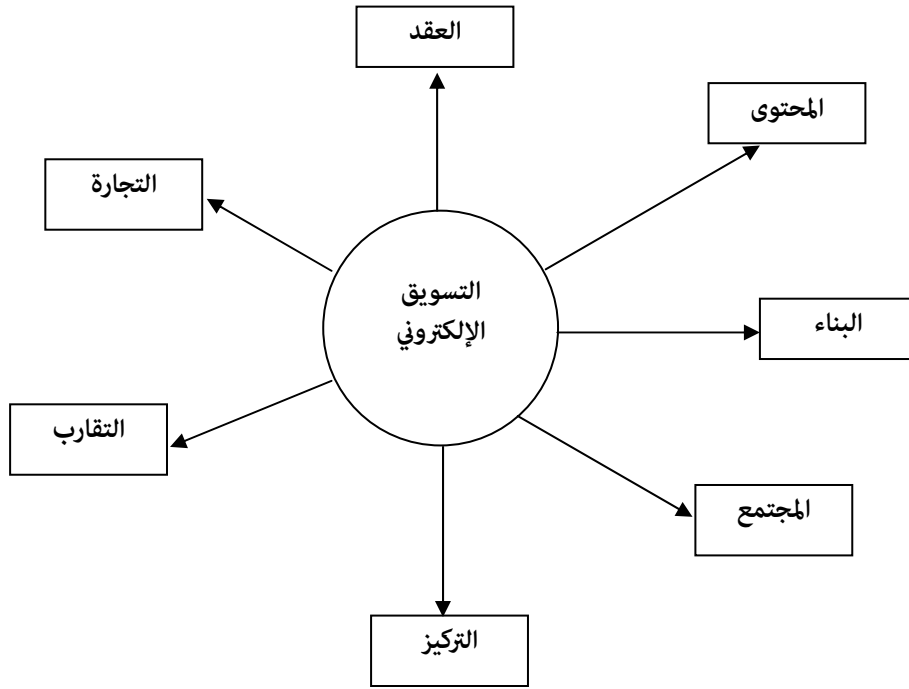 العقد
المحتوى
التجارة
التسويق
الإلكتروني
البناء
التقارب
المجتمع
التركيز